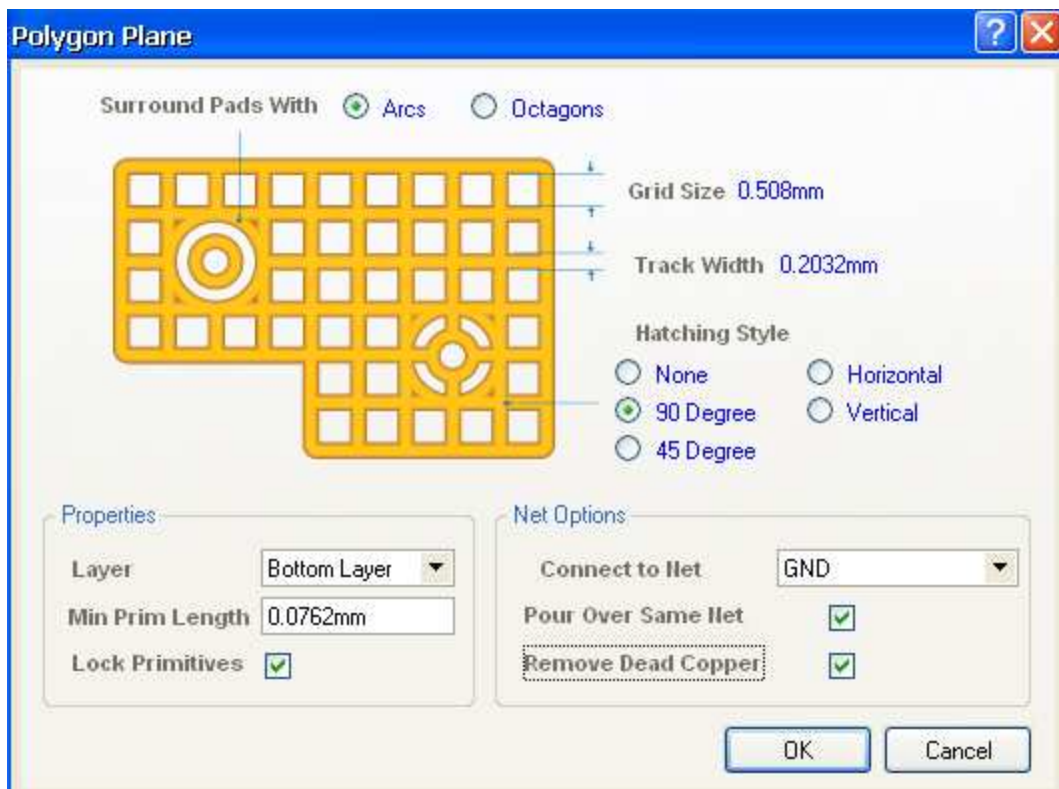 Polygon Plane
Surround Pads With Arcs Octagons
Grid Size 0.508mm
Track Width 0.2032mm
Hatching Style
None Horizontal
90 Degree Vertical
45 Degree
Properties
Layer Bottom Layer
Min Prim Length 0.0762mm
Lock Primitives
Net Options
Connect to Net GND
Pour Over Same Net
Remove Dead Copper
OK Cancel